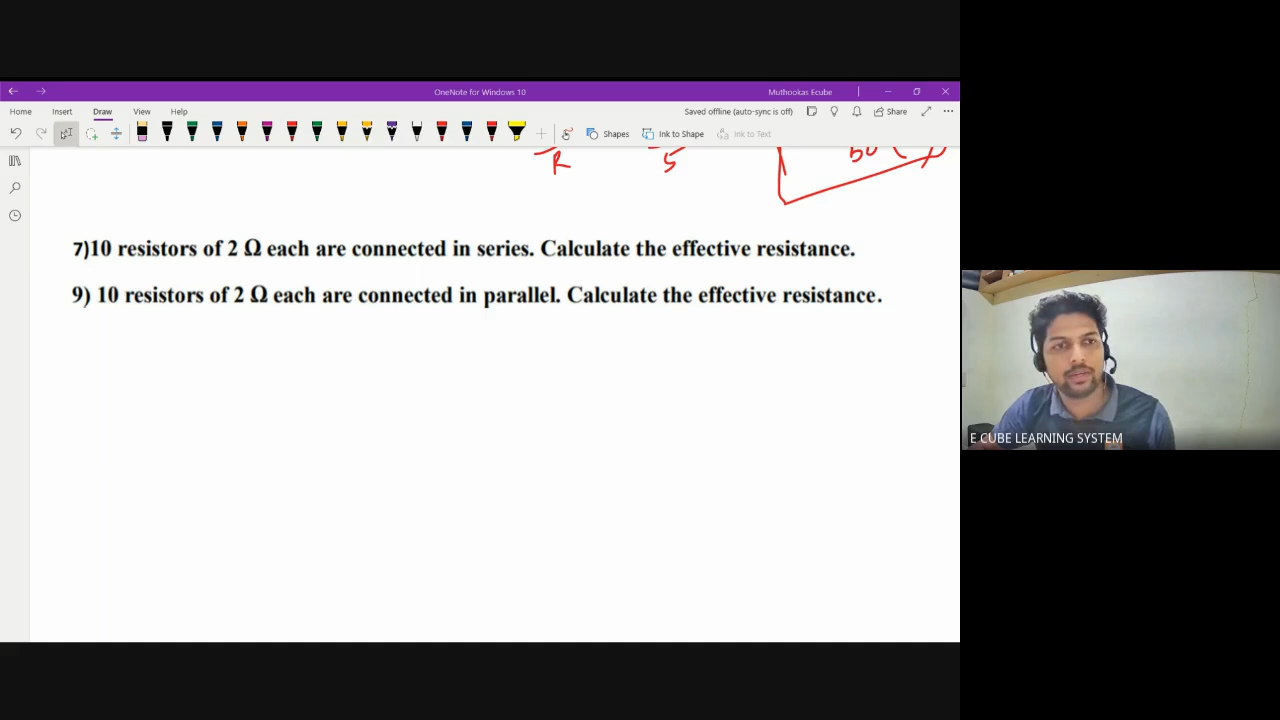 OneNote for Windows 10
Muthookas Ecube
Home Insert Draw View Help
Saved offline (auto-sync is off)
Share
Shapes
Ink to Shape
Ink to Text
R
5
7)10 resistors of 2 Ω each are connected in series. Calculate the effective resistance.
9) 10 resistors of 2 Ω each are connected in parallel. Calculate the effective resistance.
E CUBE LEARNING SYSTEM